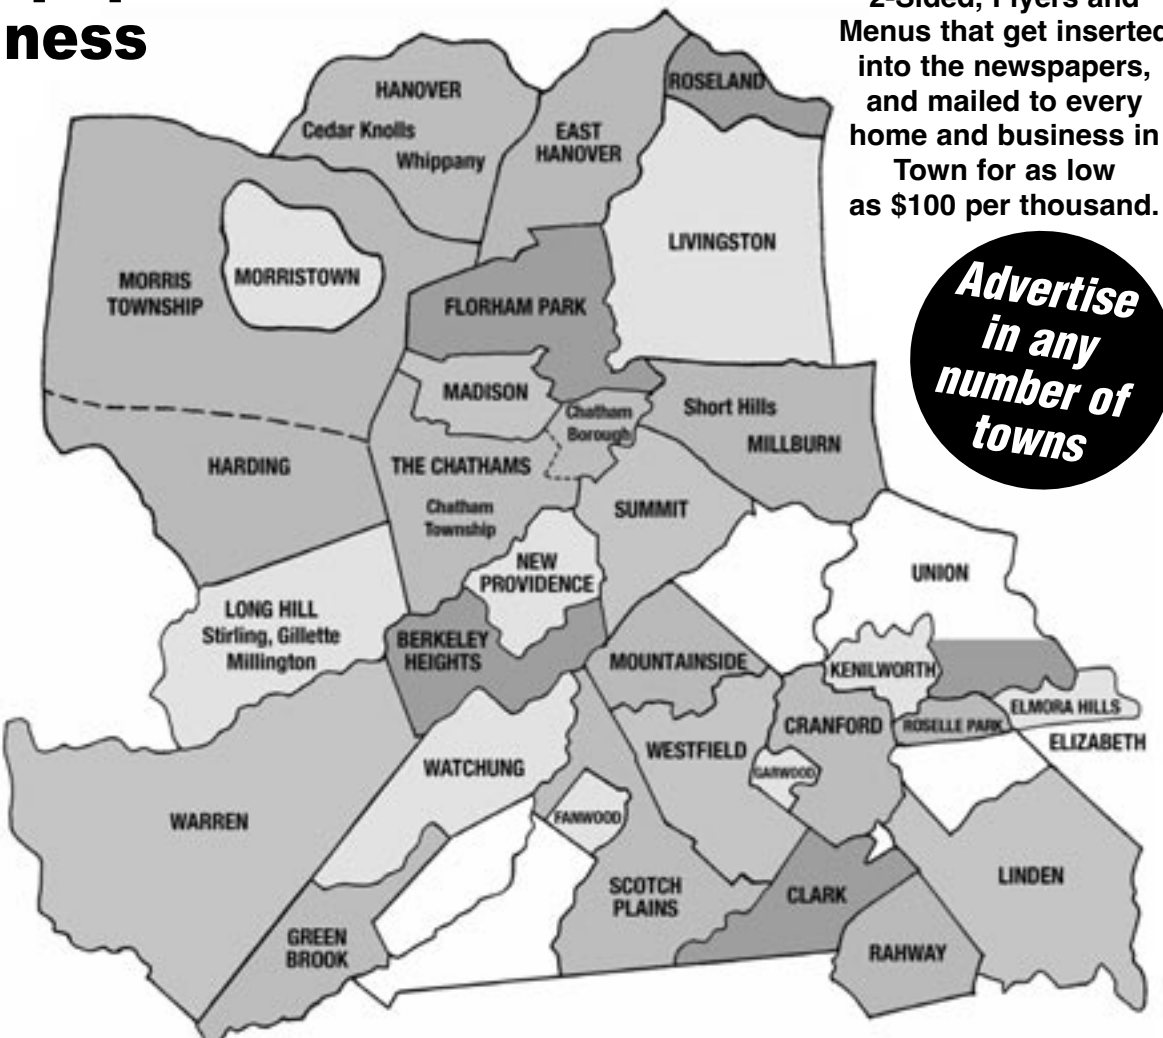 ness
2-Sided, Flyers and
Menus that get inserted
into the newspapers,
and mailed to every
home and business in
Town for as low
as $100 per thousand.
Advertise
in any
number of
towns
HANOVER
Cedar Knolls
Whippany
EAST
HANOVER
ROSELAND
LIVINGSTON
MORRIS
TOWNSHIP
MORRISTOWN
FLORHAM PARK
MADISON
Chatham
Borough
Short Hills
MILLBURN
HARDING
THE CHATHAMS
Chatham
Township
SUMMIT
NEW
PROVIDENCE
UNION
LONG HILL
Stirling, Gillette
Millington
BERKELEY
HEIGHTS
MOUNTAINSIDE
KENILWORTH
ELMORA HILLS
ELIZABETH
ROSELLE PARK
CRANFORD
WESTFIELD
GARWOOD
WATCHUNG
WARREN
FANWOOD
SCOTCH
PLAINS
CLARK
LINDEN
GREEN
BROOK
RAHWAY